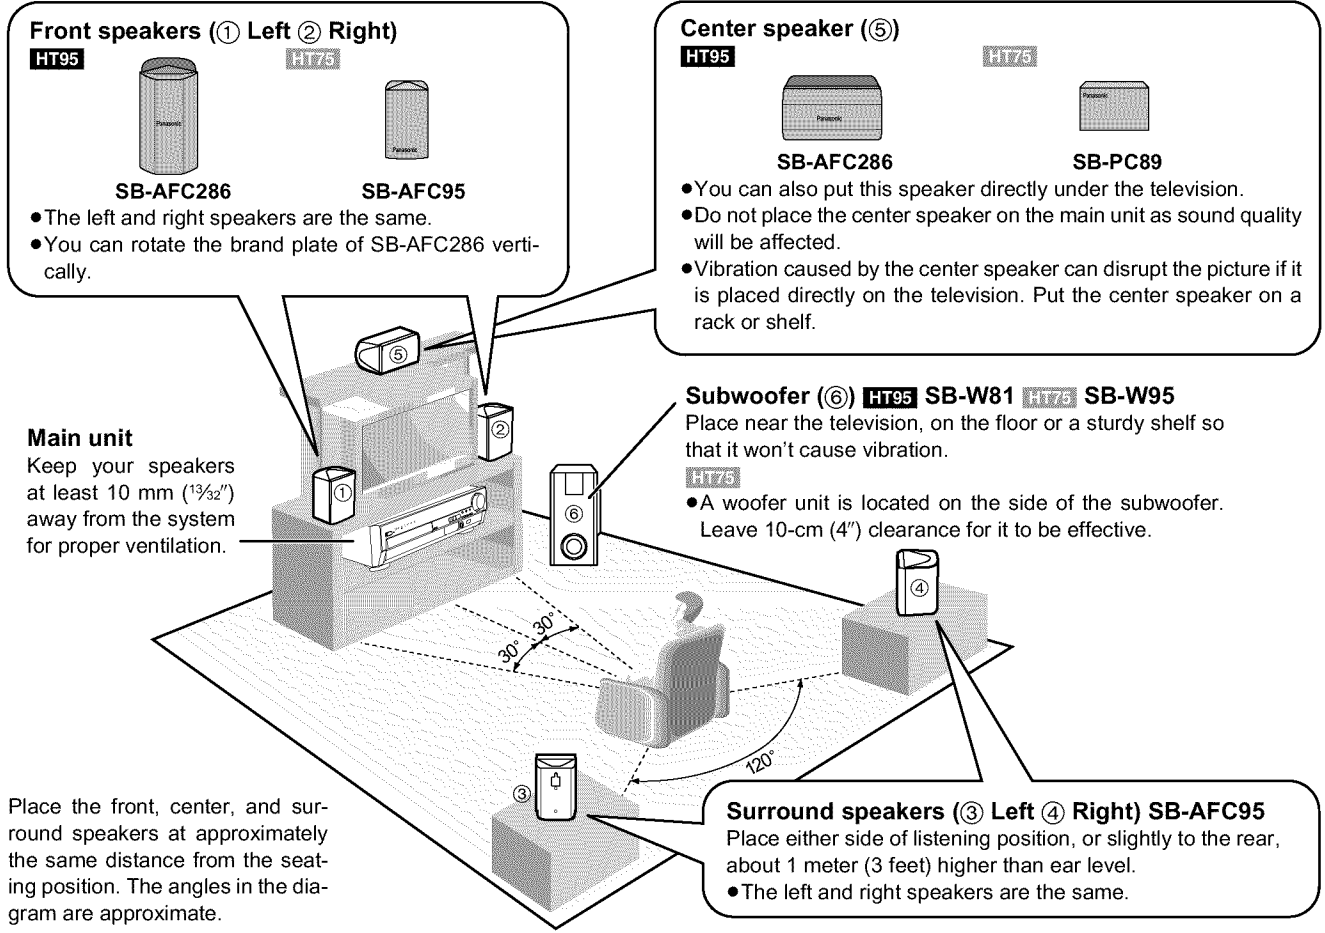 Front speakers (① Left ② Right)
HT95
HT75
Panasonic
Panasonic
SB-AFC286
SB-AFC95
●The left and right speakers are the same.
●You can rotate the brand plate of SB-AFC286 verti-
cally.
Center speaker (⑤)
HT95
HT75
Panasonic
Panasonic
SB-AFC286
SB-PC89
●You can also put this speaker directly under the television.
●Do not place the center speaker on the main unit as sound quality
will be affected.
●Vibration caused by the center speaker can disrupt the picture if it
is placed directly on the television. Put the center speaker on a
rack or shelf.
⑤
②
①
⑥
④
③
Main unit
Keep your speakers
at least 10 mm (13/32″)
away from the system
for proper ventilation.
Subwoofer (⑥) HT95 SB-W81 HT75 SB-W95
Place near the television, on the floor or a sturdy shelf so
that it won't cause vibration.
HT75
●A woofer unit is located on the side of the subwoofer.
Leave 10-cm (4″) clearance for it to be effective.
30°
30°
120°
Place the front, center, and sur-
round speakers at approximately
the same distance from the seat-
ing position. The angles in the dia-
gram are approximate.
Surround speakers (③ Left ④ Right) SB-AFC95
Place either side of listening position, or slightly to the rear,
about 1 meter (3 feet) higher than ear level.
●The left and right speakers are the same.